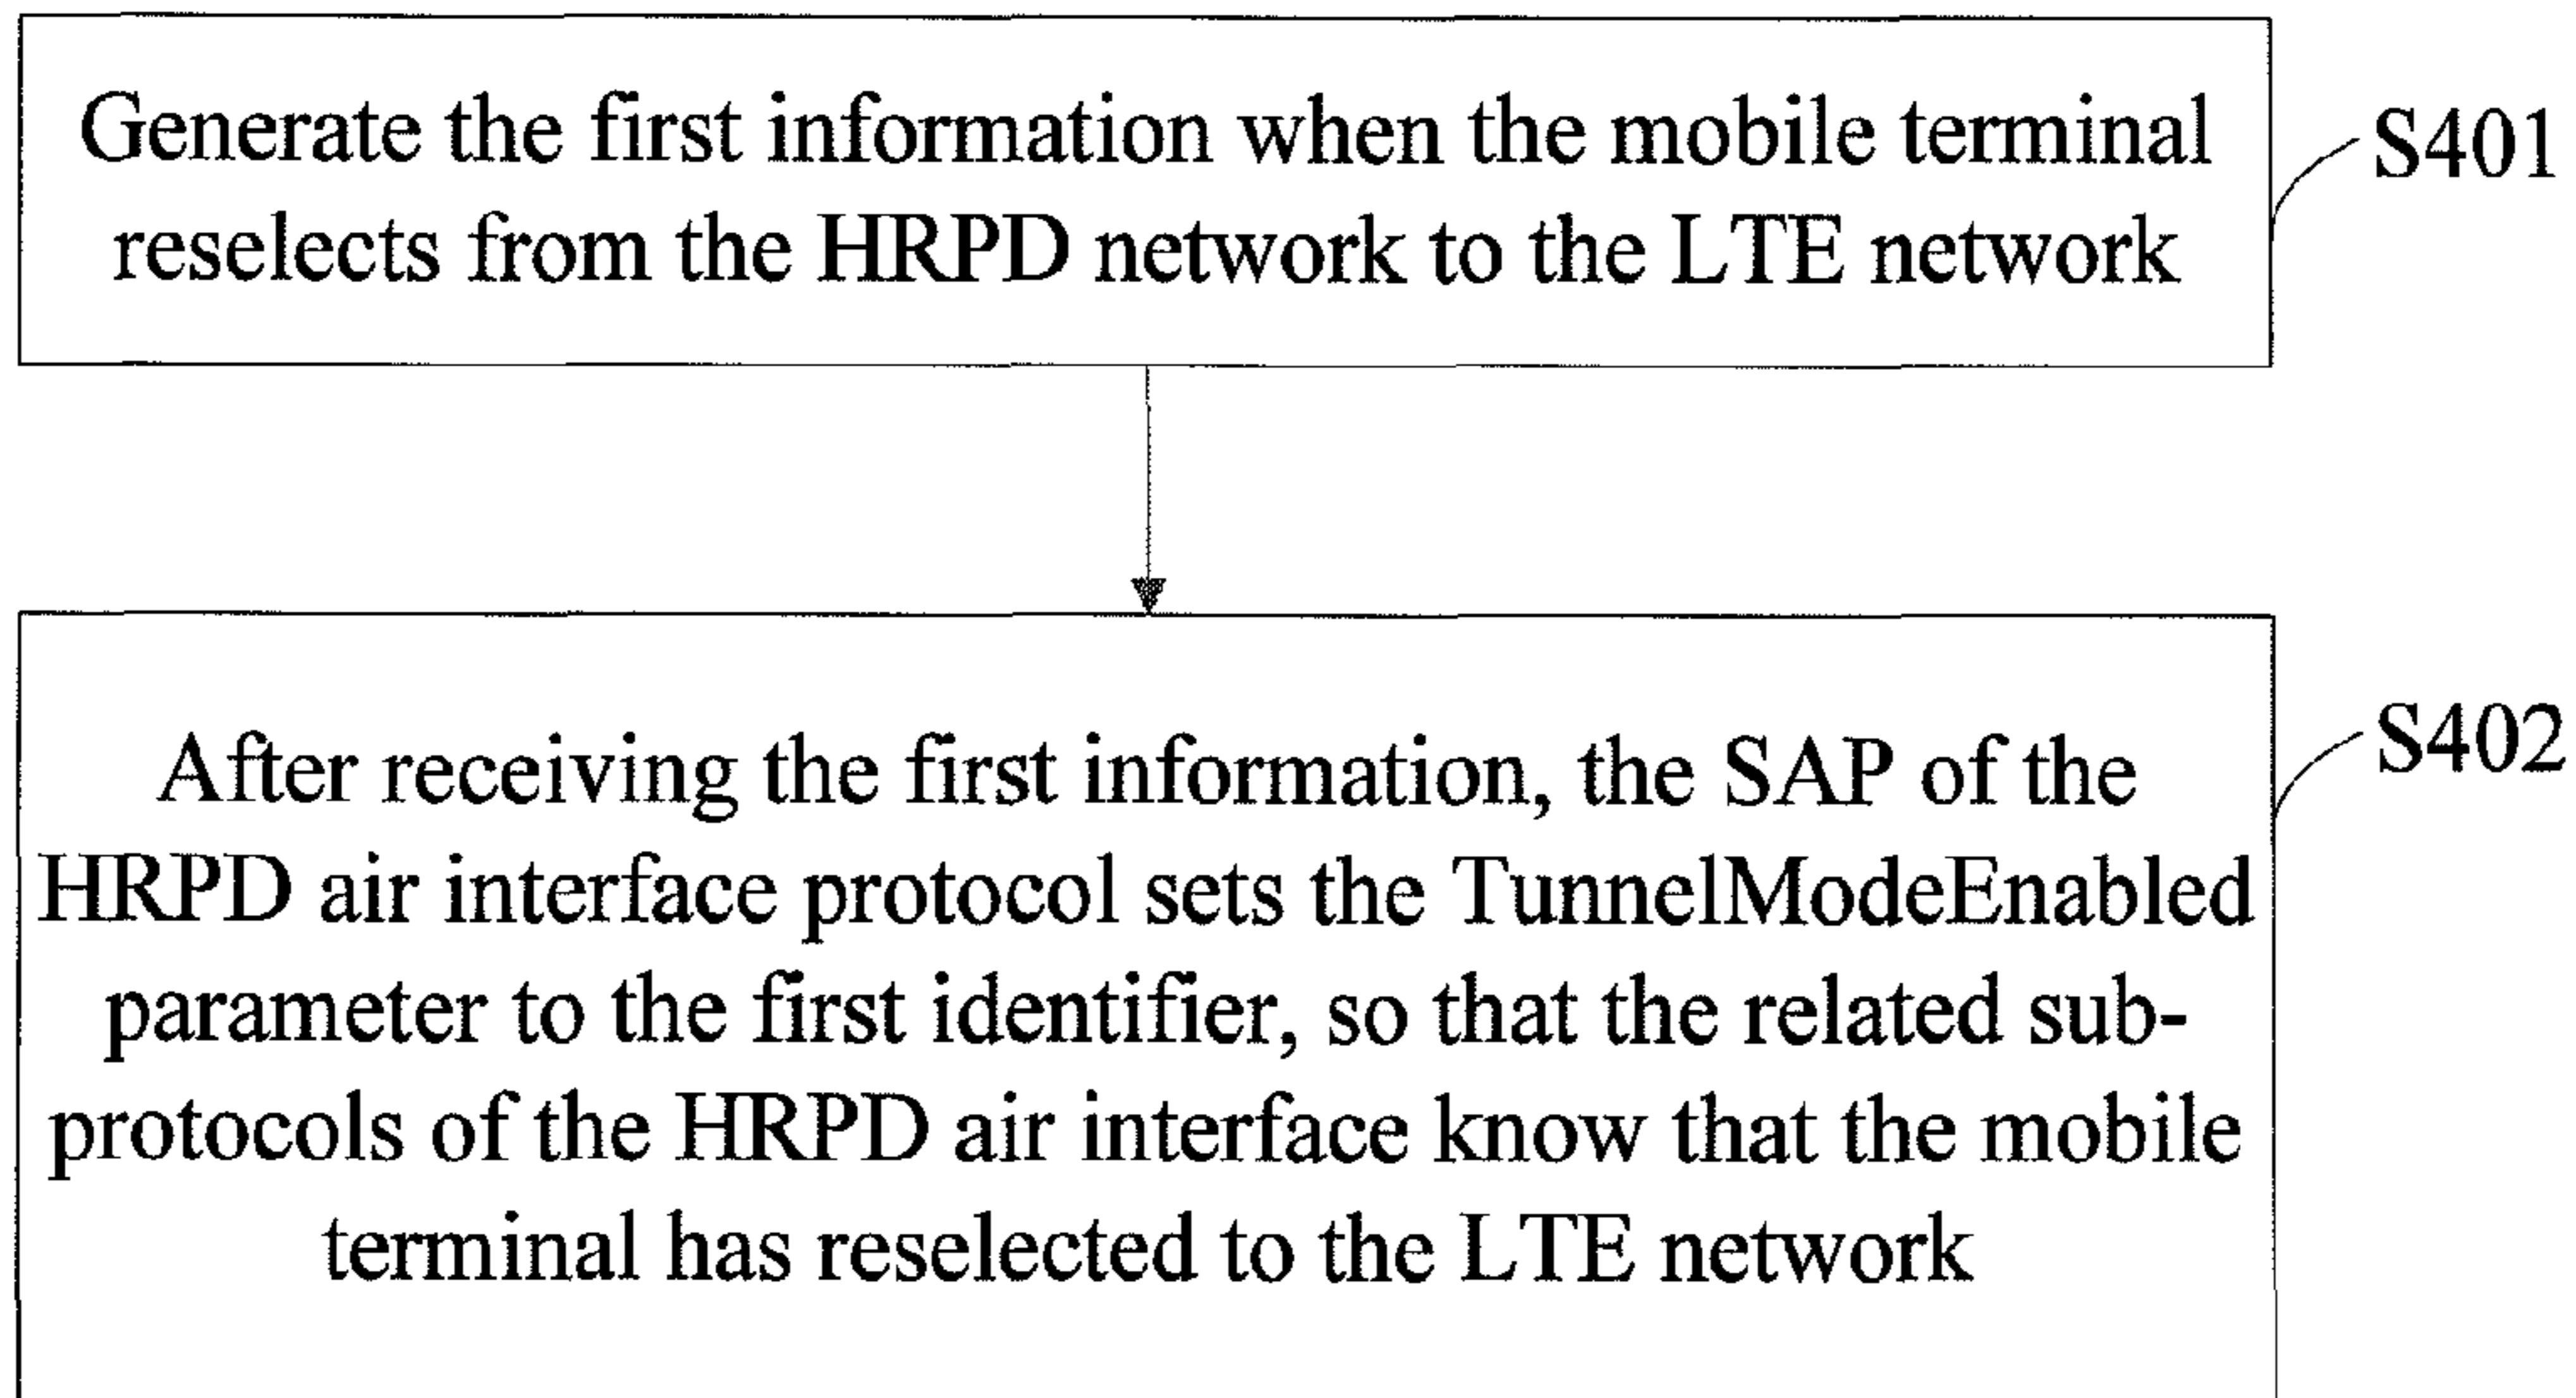 Generate the first information when the mobile terminal
reselects from the HRPD network to the LTE network
S401
After receiving the first information, the SAP of the
HRPD air interface protocol sets the TunnelModeEnabled
parameter to the first identifier, so that the related sub-
protocols of the HRPD air interface know that the mobile
terminal has reselected to the LTE network
S402